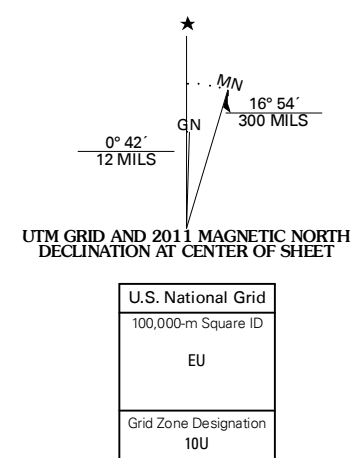 ★
MN
16° 54´
300 MILS
GN
0° 42´
12 MILS
UTM GRID AND 2011 MAGNETIC NORTH
DECLINATION AT CENTER OF SHEET
U.S. National Grid
100,000-m Square ID
EU
Grid Zone Designation
10U